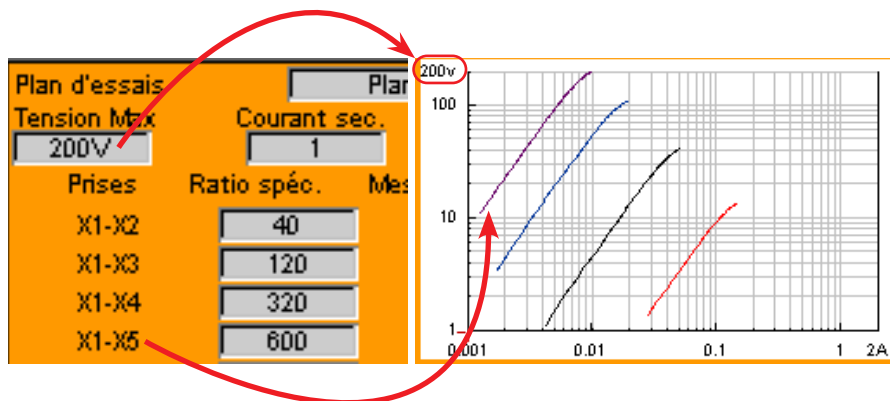 Plan d'essais Plan
Tension Max Courant sec.
200V 1
Prises Ratio spéc. Mes
X1-X2 40
X1-X3 120
X1-X4 320
X1-X5 600
200v
100
10
1
0.001 0.01 0.1 1 2A